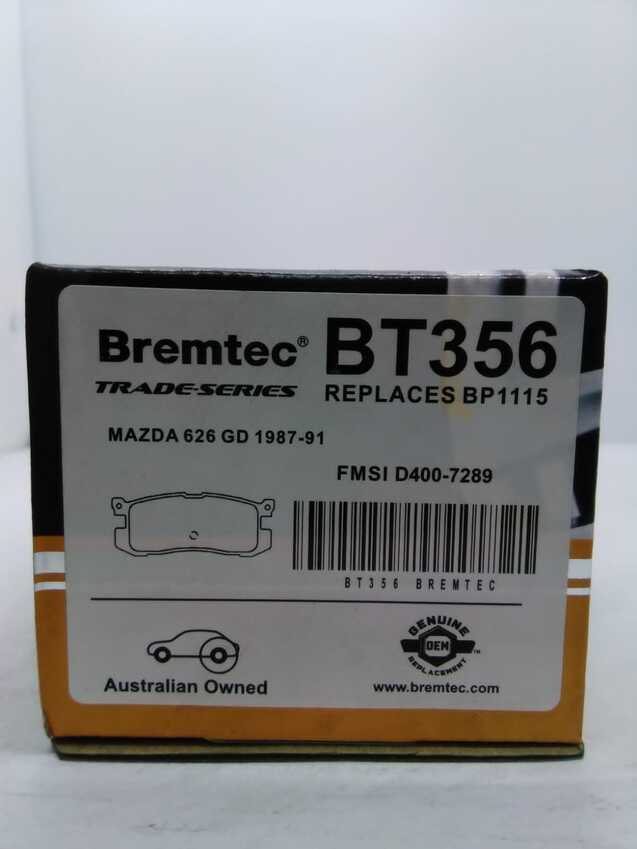 Bremtec® BT356
TRADE-SERIES REPLACES BP1115
MAZDA 626 GD 1987-91
FMSI D400-7289
BT356 BREMTEC
Australian Owned
GENUINE
OEM
REPLACEMENT™
www.bremtec.com